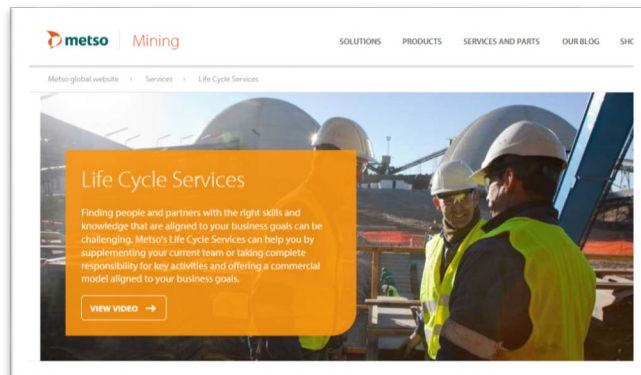 metso Mining
SOLUTIONS PRODUCTS SERVICES AND PARTS OUR BLOG SHC
Metso global website Services Life Cycle Services
Life Cycle Services
Finding people and partners with the right skills and
knowledge that are aligned to your business goals can be
challenging. Metso's Life Cycle Services can help you by
supplementing your current team or taking complete
responsibility for key activities and offering a commercial
model aligned to your business goals.
VIEW VIDEO →